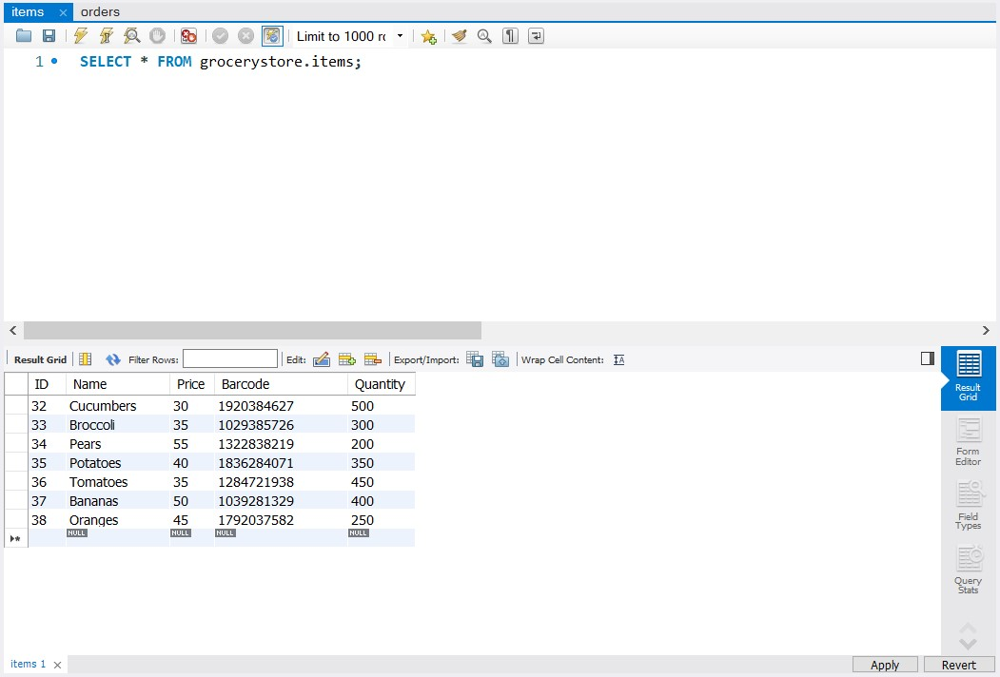 items × orders
Limit to 1000 rc
1 SELECT * FROM grocerystore.items;
Result Grid Filter Rows: Edit: Export/Import: Wrap Cell Content:
ID Name Price Barcode Quantity
32 Cucumbers 30 1920384627 500
33 Broccoli 35 1029385726 300
34 Pears 55 1322838219 200
35 Potatoes 40 1836284071 350
36 Tomatoes 35 1284721938 450
37 Bananas 50 1039281329 400
38 Oranges 45 1792037582 250
NULL NULL NULL NULL
Result
Grid
Form
Editor
Field
Types
Query
Stats
items 1 × Apply Revert